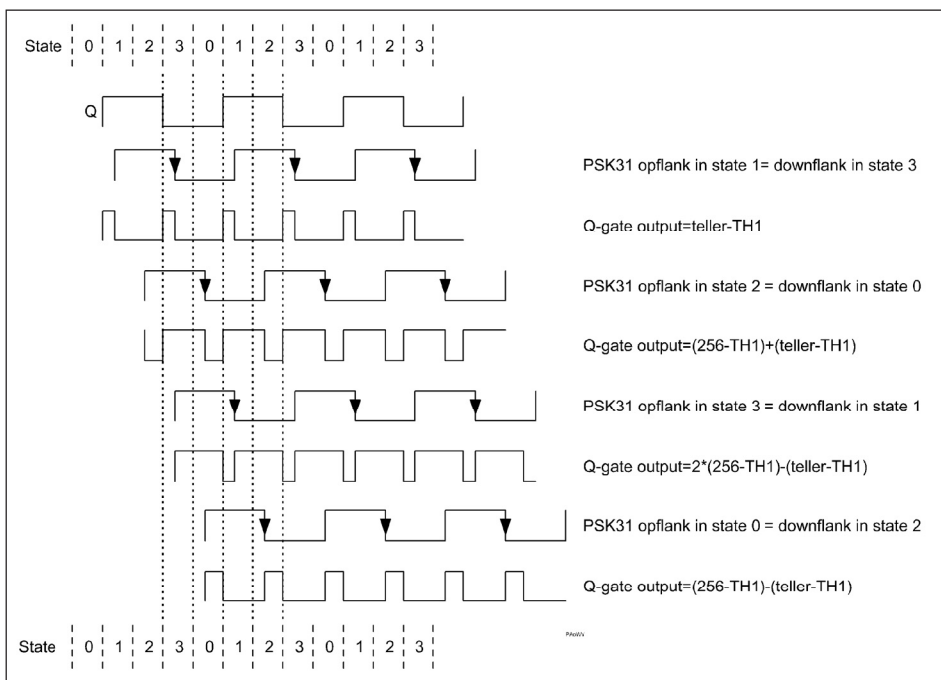 State 0 1 2 3 0 1 2 3 0 1 2 3
Q
PSK31 opflank in state 1= downflank in state 3
Q-gate output=teller-TH1
PSK31 opflank in state 2 = downflank in state 0
Q-gate output=(256-TH1)+(teller-TH1)
PSK31 opflank in state 3 = downflank in state 1
Q-gate output=2*(256-TH1)-(teller-TH1)
PSK31 opflank in state 0 = downflank in state 2
Q-gate output=(256-TH1)-(teller-TH1)
State 0 1 2 3 0 1 2 3 0 1 2 3